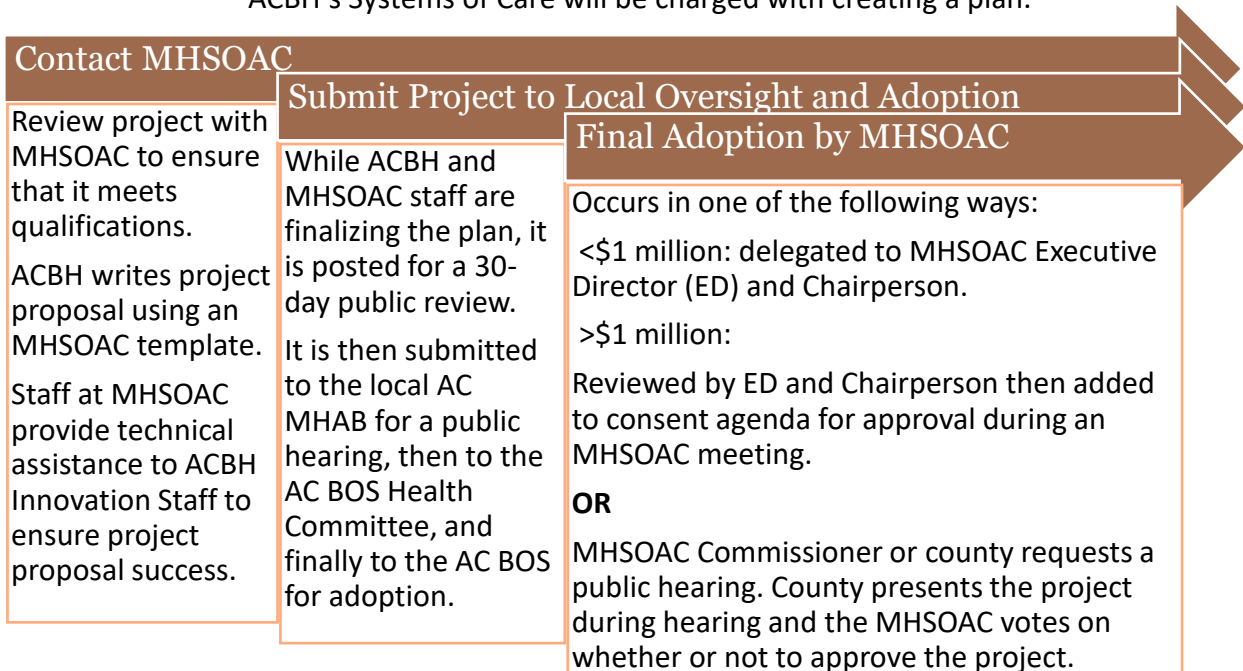 ACBH's Systems of Care will be charged with creating a plan.
Contact MHSOAC
Review project with
MHSOAC to ensure
that it meets
qualifications.
ACBH writes project
proposal using an
MHSOAC template.
Staff at MHSOAC
provide technical
assistance to ACBH
Innovation Staff to
ensure project
proposal success.
Submit Project to Local Oversight and Adoption
While ACBH and
MHSOAC staff are
finalizing the plan, it
is posted for a 30-
day public review.
It is then submitted
to the local AC
MHAB for a public
hearing, then to the
AC BOS Health
Committee, and
finally to the AC BOS
for adoption.
Final Adoption by MHSOAC
Occurs in one of the following ways:
<$1 million: delegated to MHSOAC Executive
Director (ED) and Chairperson.
>$1 million:
Reviewed by ED and Chairperson then added
to consent agenda for approval during an
MHSOAC meeting.
OR
MHSOAC Commissioner or county requests a
public hearing. County presents the project
during hearing and the MHSOAC votes on
whether or not to approve the project.